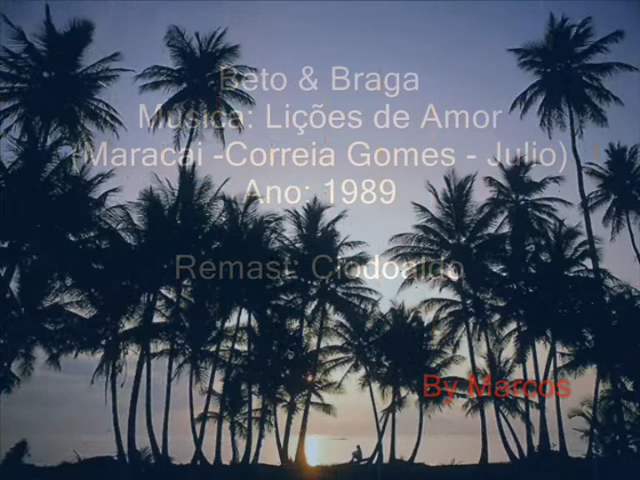 Beto & Braga
Musica: Lições de Amor
(Maracai -Correia Gomes - Julio)
Ano: 1989
Remast: Clodoaldo
By Marcos